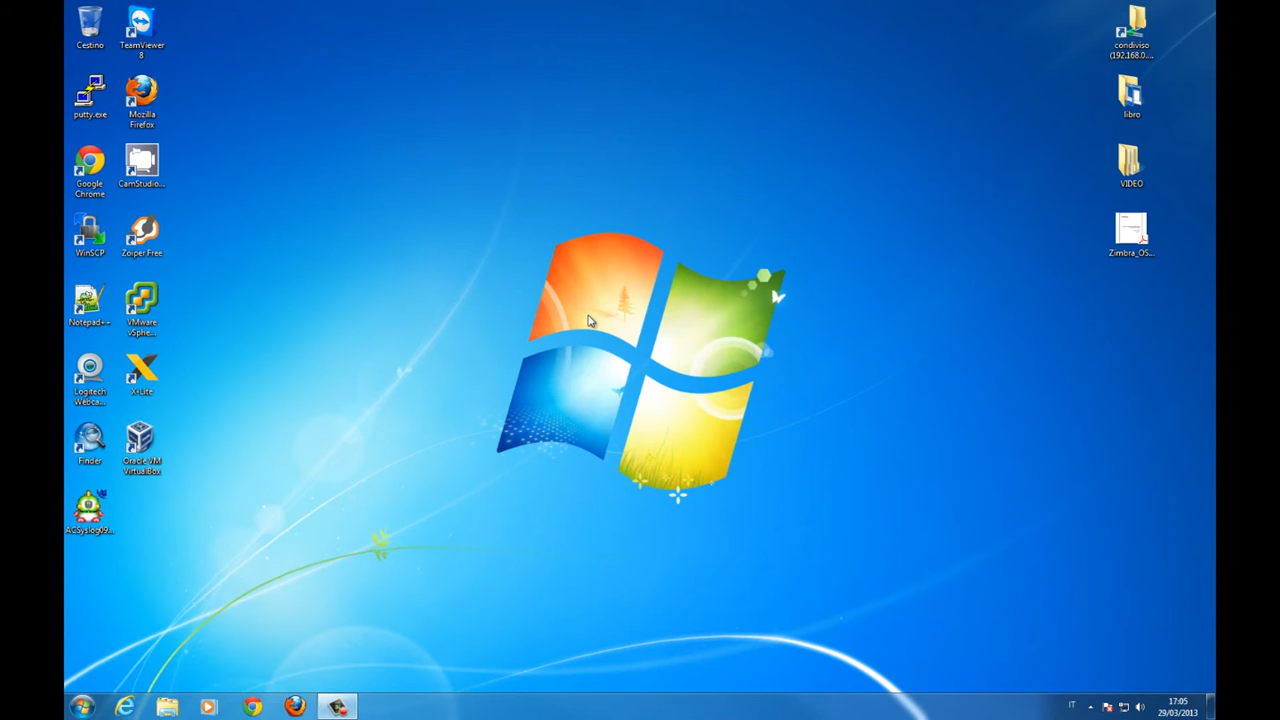 Cestino
TeamViewer
8
putty.exe
Mozilla
Firefox
Google
Chrome
CamStudio...
WinSCP
Zoiper Free
Notepad++
VMware
vSphe...
Logitech
Webca...
X-Lite
Finder
Oracle VM
VirtualBox
ACSyslog09...
condiviso
(192.168.0....
libro
VIDEO
Zimbra_OS...
IT
17:05
29/03/2013